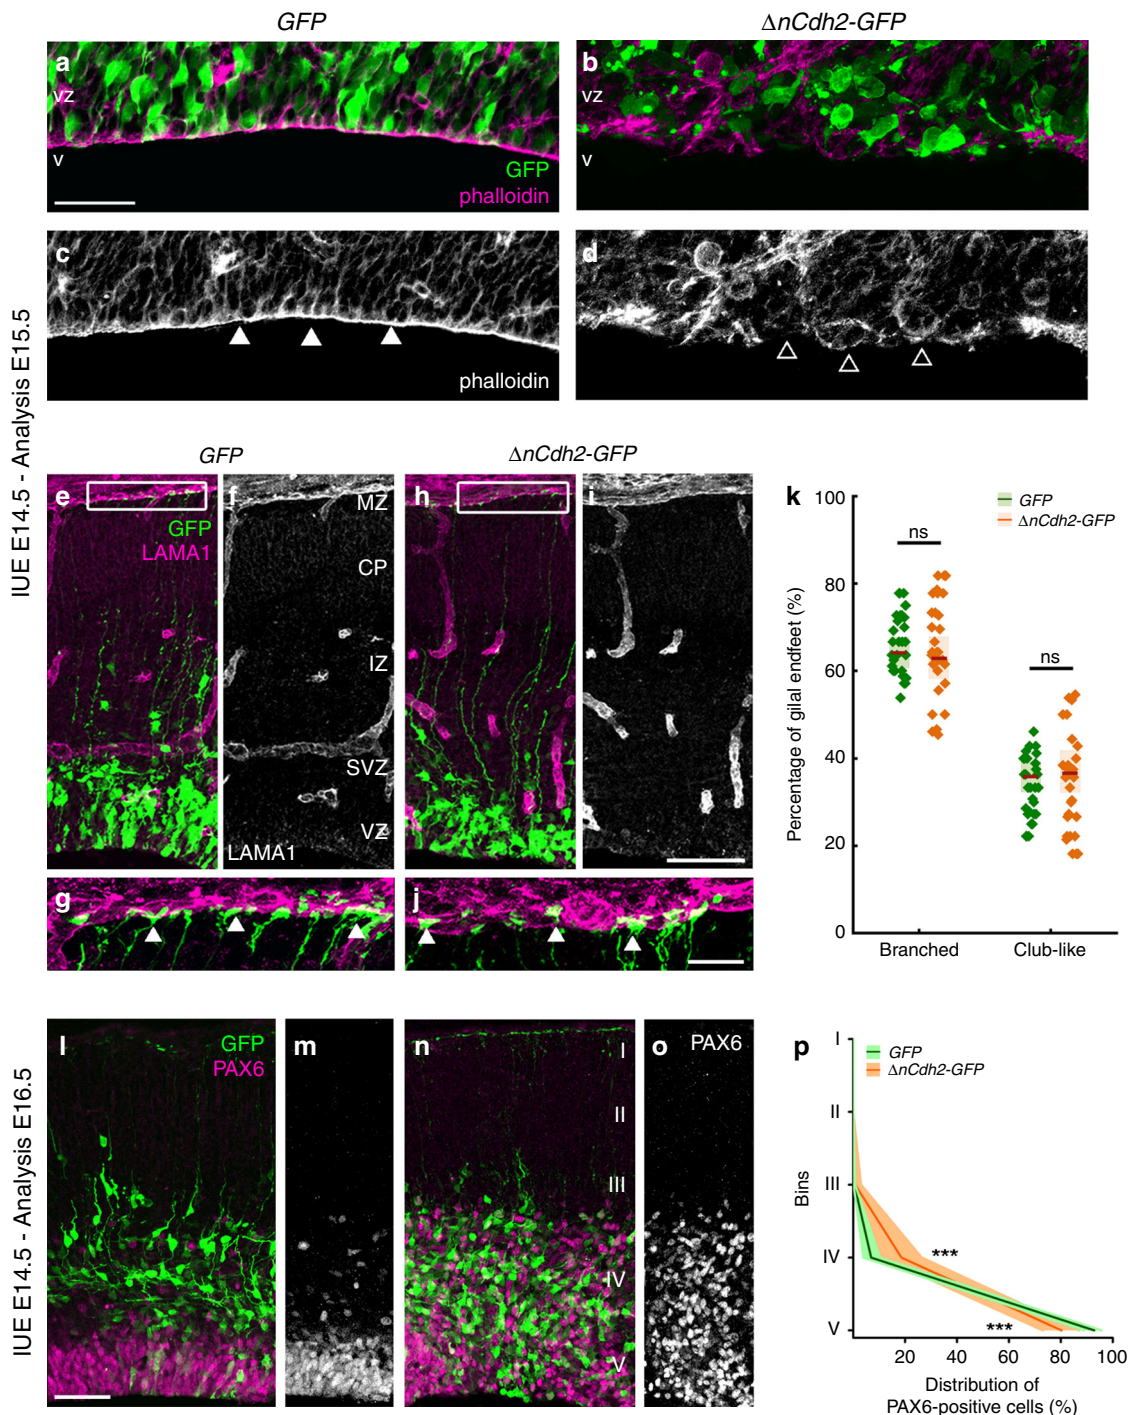 GFP
ΔnCdh2-GFP
IUE E14.5 - Analysis E15.5
a
vz
v
GFP
phalloidin
b
vz
v
c
phalloidin
d
GFP
ΔnCdh2-GFP
e
GFP
LAMA1
f
MZ
CP
IZ
SVZ
VZ
LAMA1
h
i
g
j
k
GFP
ΔnCdh2-GFP
ns
ns
Percentage of gilal endfeet (%)
100
80
60
40
20
0
Branched
Club-like
IUE E14.5 - Analysis E16.5
l
GFP
PAX6
m
n
I
II
III
IV
V
o
PAX6
p
GFP
ΔnCdh2-GFP
Bins
I
II
III
IV
V
***
***
20
40
60
80
100
Distribution of
PAX6-positive cells (%)